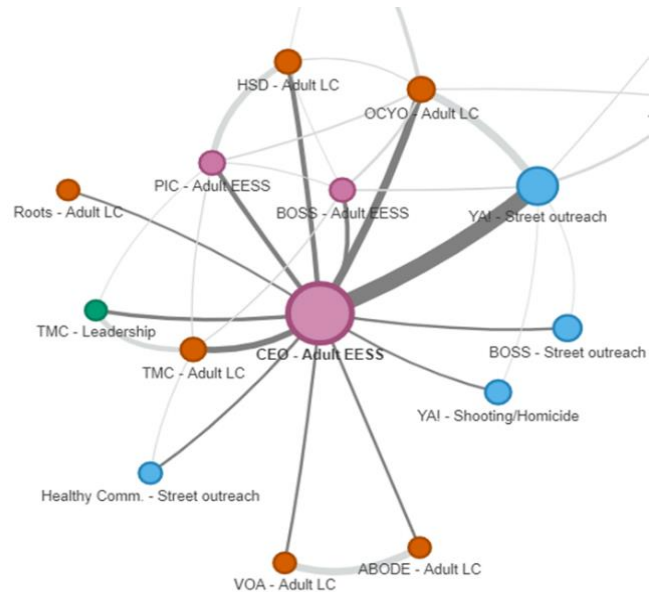 HSD - Adult LC
OCYO - Adult LC
PIC - Adult EESS
BOSS - Adult EESS
Roots - Adult LC
YA! - Street outreach
TMC - Leadership
CEO - Adult EESS
BOSS - Street outreach
TMC - Adult LC
YA! - Shooting/Homicide
Healthy Comm. - Street outreach
ABODE - Adult LC
VOA - Adult LC